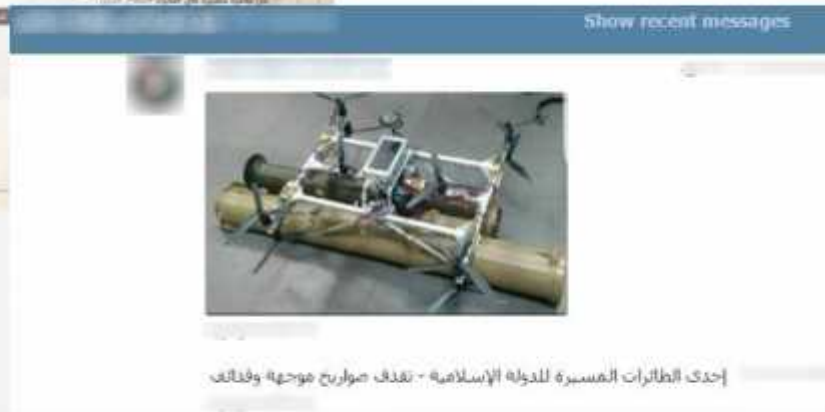 Show recent messages
إحدى الطائرات المسيرة للدولة الإسلامية - تقذف صواريخ موجهة وقذائف